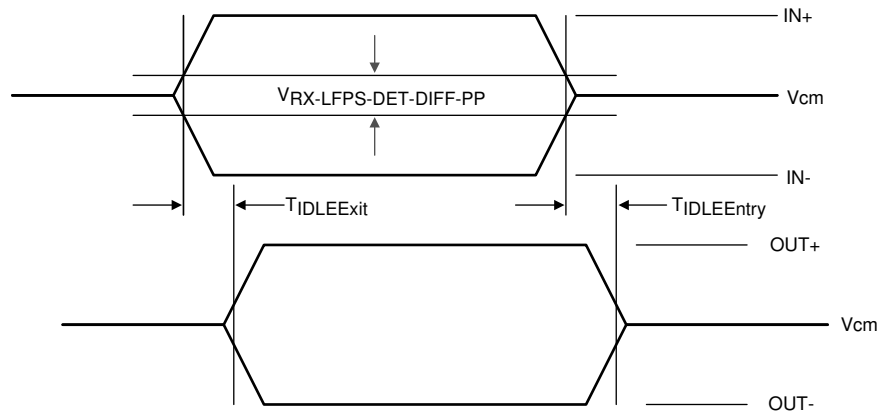 IN+
VRX-LFPS-DET-DIFF-PP
Vcm
IN-
TIDLEExit
TIDLEEntry
OUT+
Vcm
OUT-